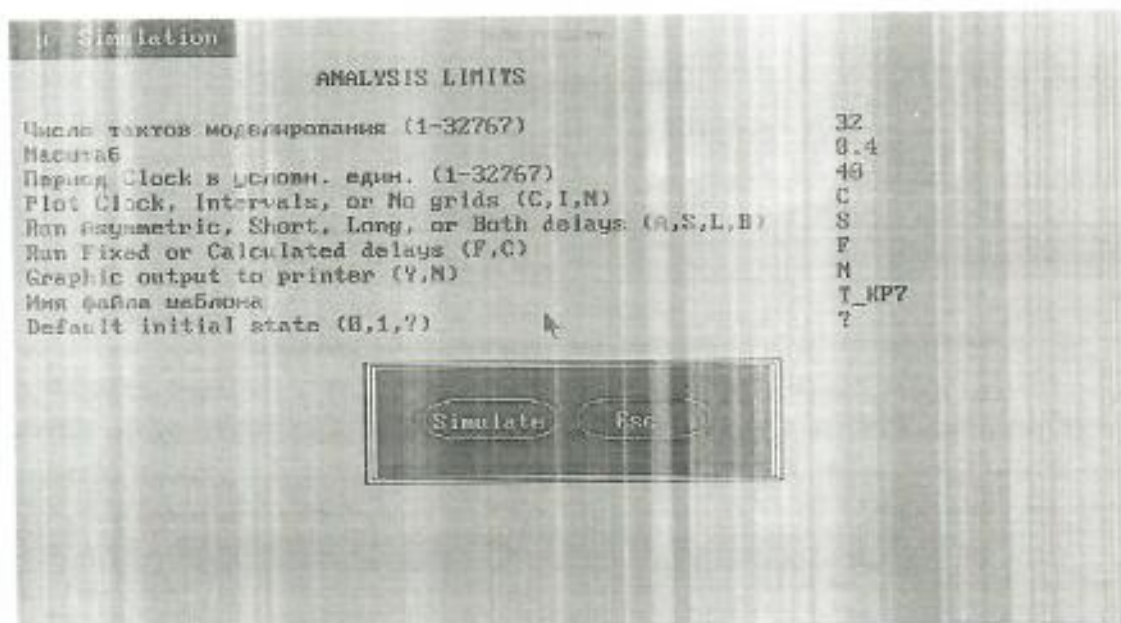 µ Simulation
ANALYSIS LIMITS
Число тактов моделирования (1-32767) 32
Масштаб 0.4
Период Clock в условн. един. (1-32767) 40
Plot Clock, Intervals, or No grids (C,I,N) C
Run Asymmetric, Short, Long, or Both delays (A,S,L,B) S
Run Fixed or Calculated delays (F,C) F
Graphic output to printer (Y,N) N
Имя файла шаблона T_KP7
Default initial state (0,1,?) ?
Simulate Esc